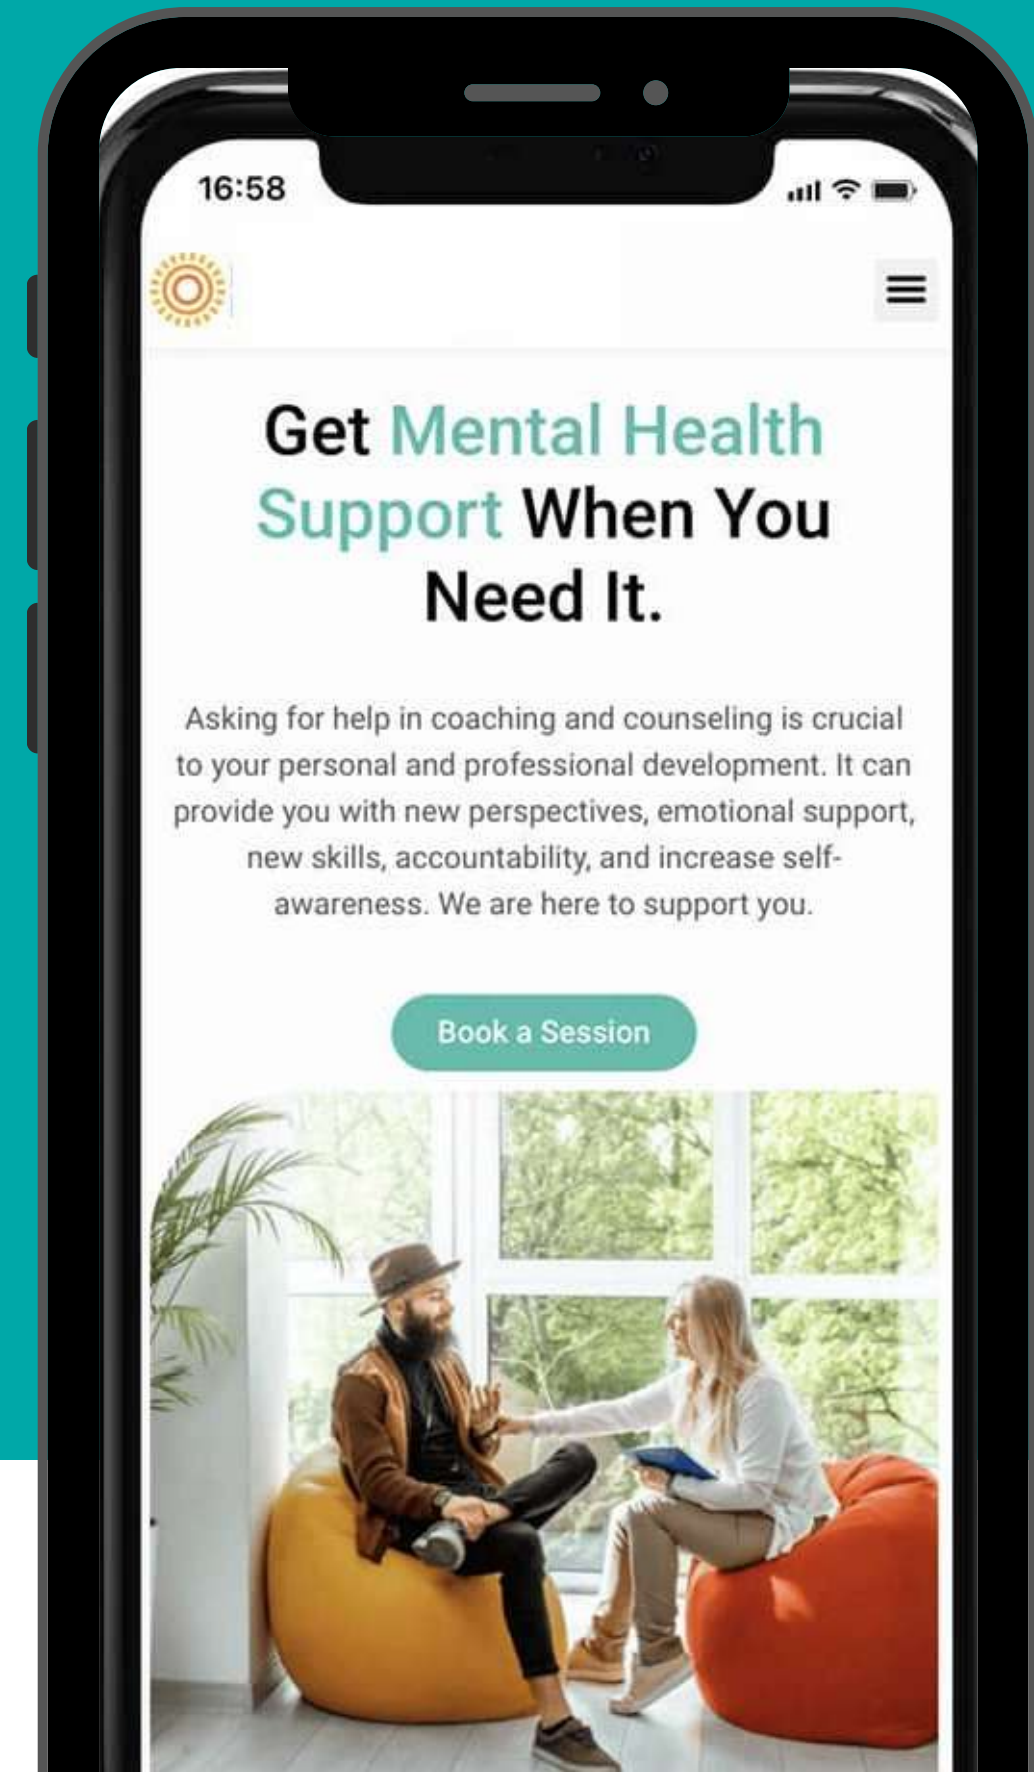 16:58
Get Mental Health
Support When You
Need It.
Asking for help in coaching and counseling is crucial
to your personal and professional development. It can
provide you with new perspectives, emotional support,
new skills, accountability, and increase self-
awareness. We are here to support you.
Book a Session